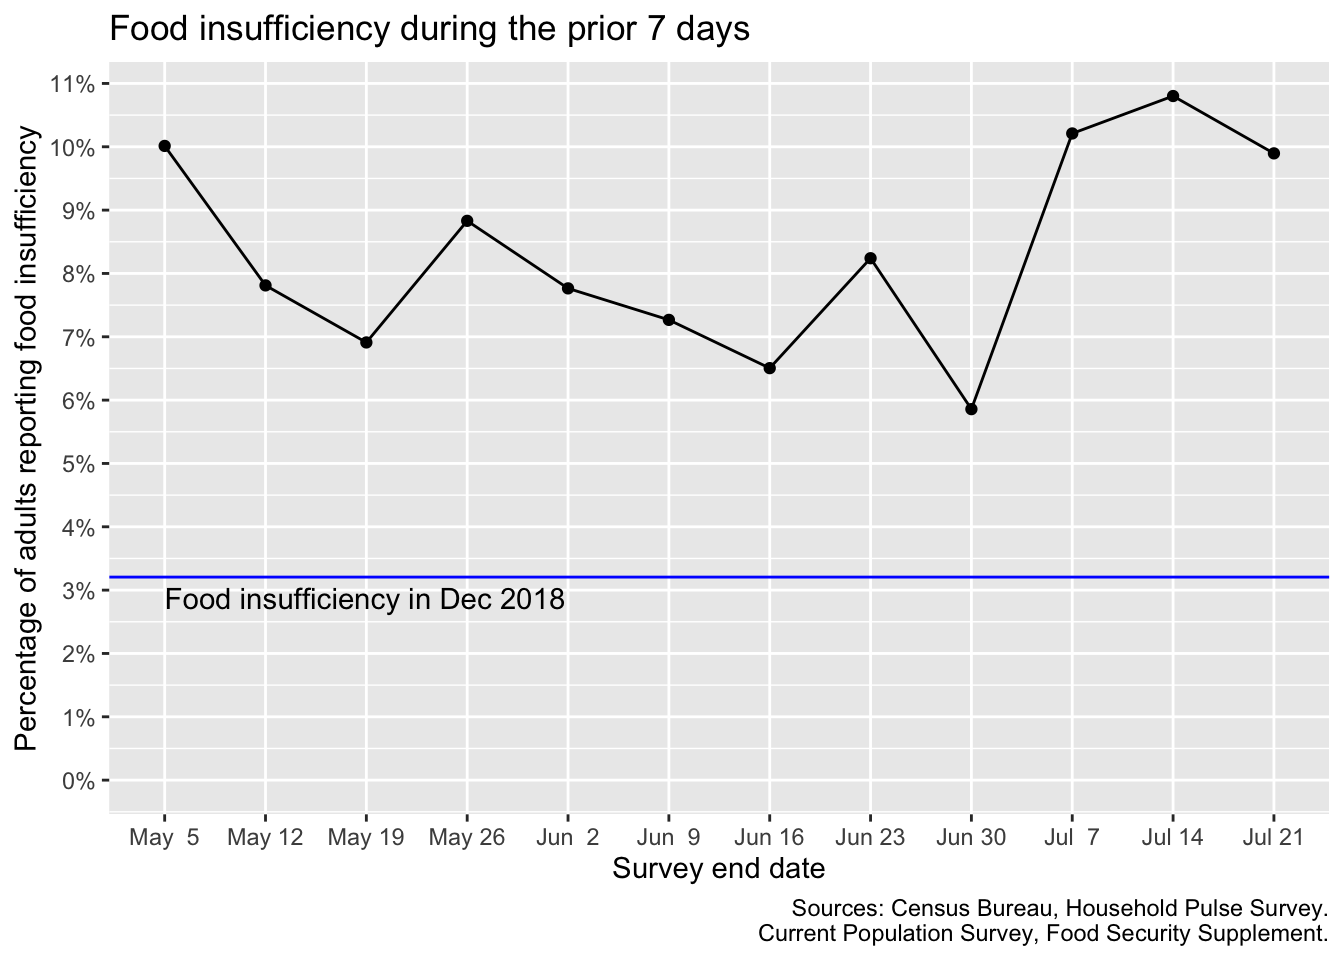 Food insufficiency during the prior 7 days
Percentage of adults reporting food insufficiency
11%
10%
9%
8%
7%
6%
5%
4%
3%
2%
1%
0%
Food insufficiency in Dec 2018
May 5 May 12 May 19 May 26 Jun 2 Jun 9 Jun 16 Jun 23 Jun 30 Jul 7 Jul 14 Jul 21
Survey end date
Sources: Census Bureau, Household Pulse Survey.
Current Population Survey, Food Security Supplement.